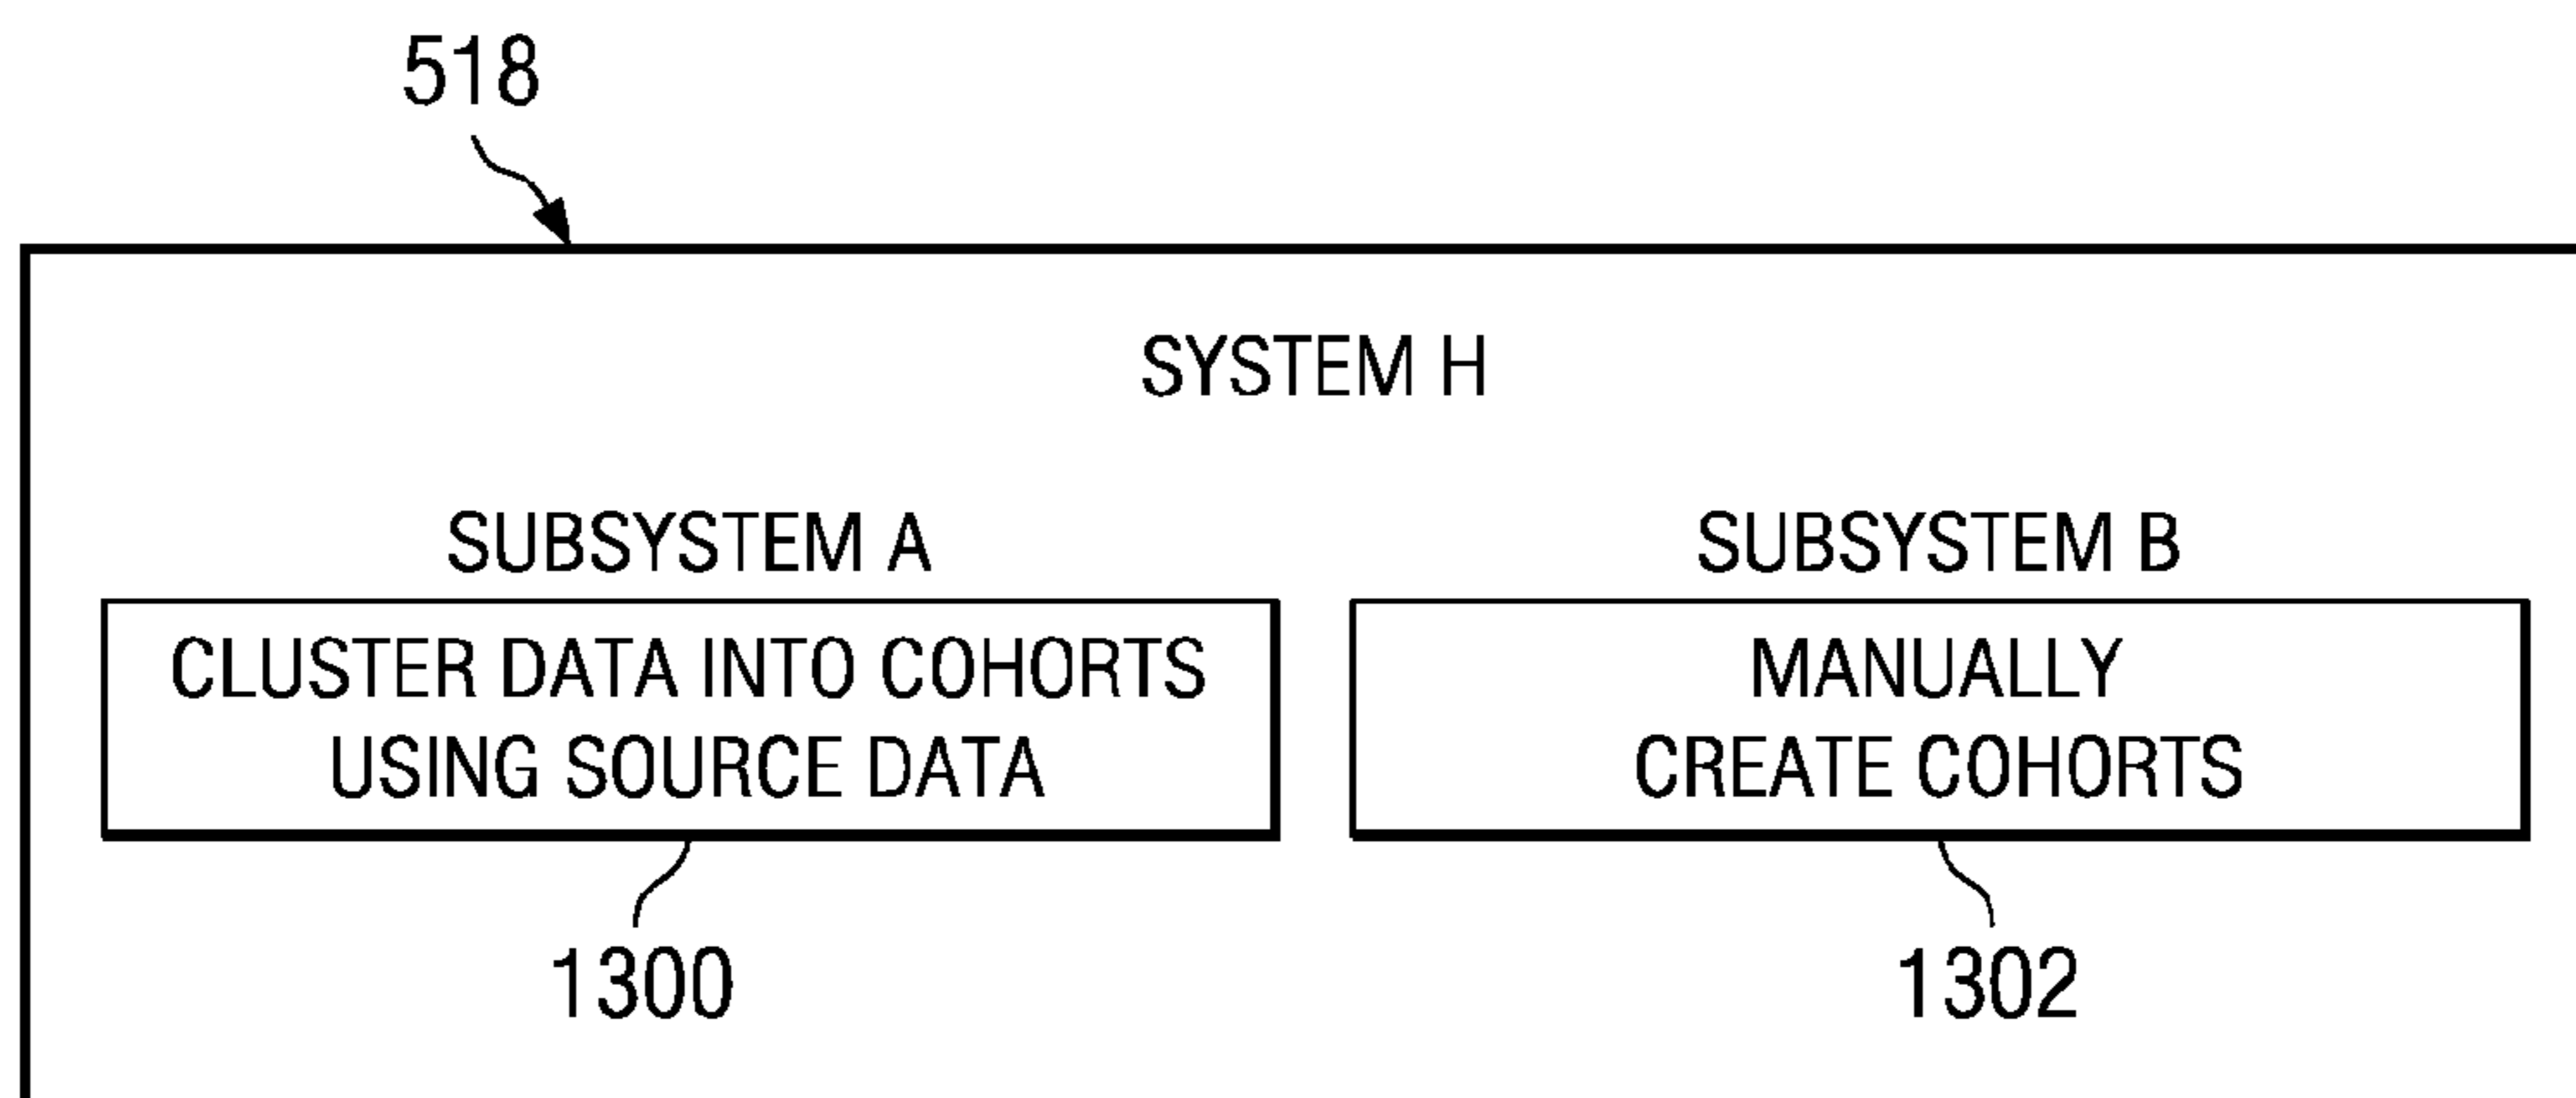 518
SYSTEM H
SUBSYSTEM A
CLUSTER DATA INTO COHORTS
USING SOURCE DATA
1300
SUBSYSTEM B
MANUALLY
CREATE COHORTS
1302